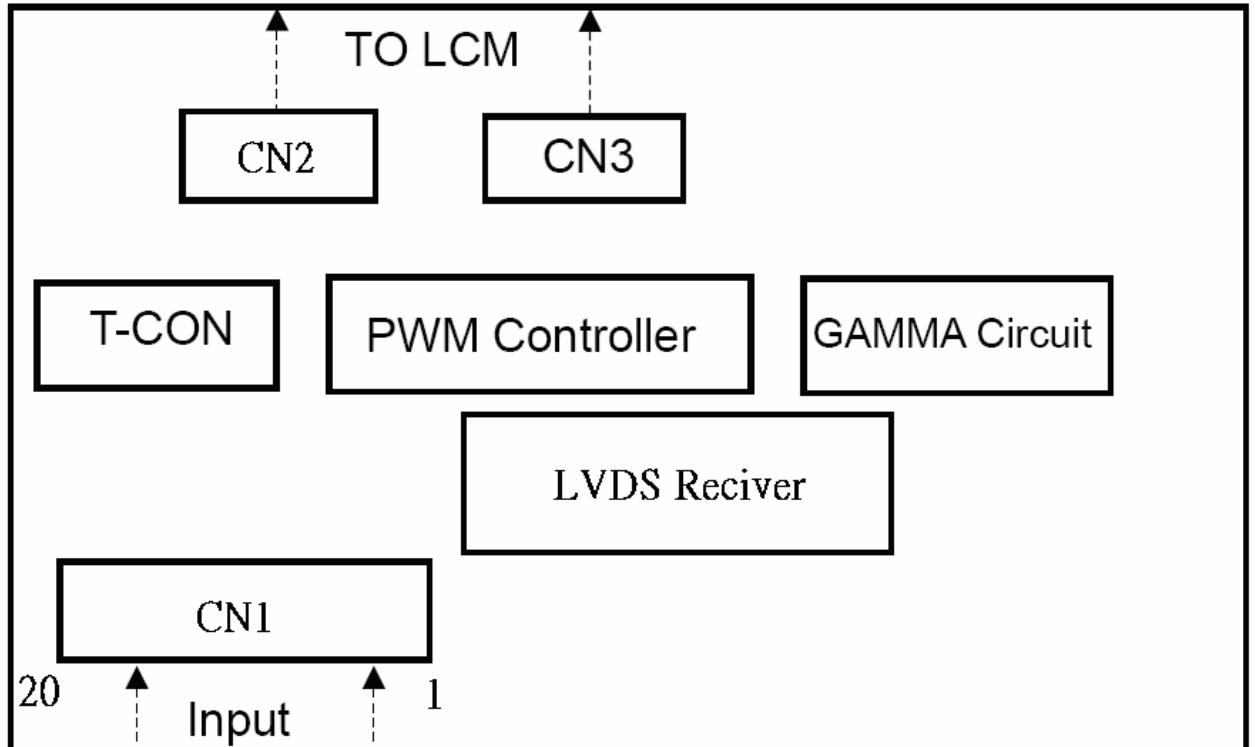 TO LCM
CN2
CN3
T-CON
PWM Controller
GAMMA Circuit
LVDS Reciver
CN1
20
1
Input